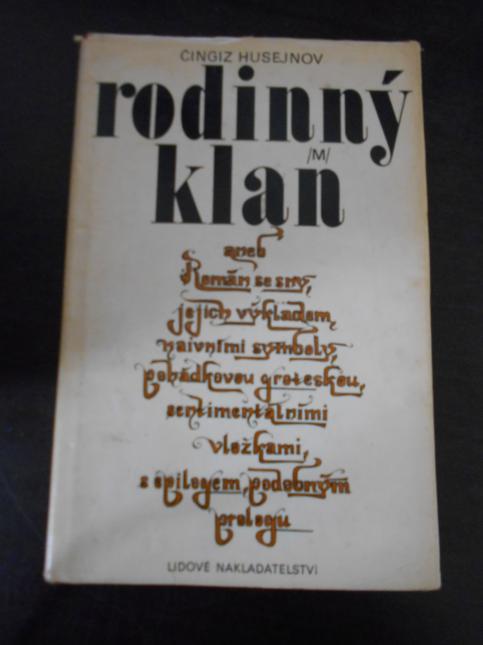 ČINGIZ HUSEJNOV
rodinný
/M/
klan
aneb
Román se sny,
jejich výkladem,
naivními symboly,
pohádkovou groteskou,
sentimentálními
vložkami,
s epilogem, podobným
prologu
LIDOVÉ NAKLADATELSTVÍ